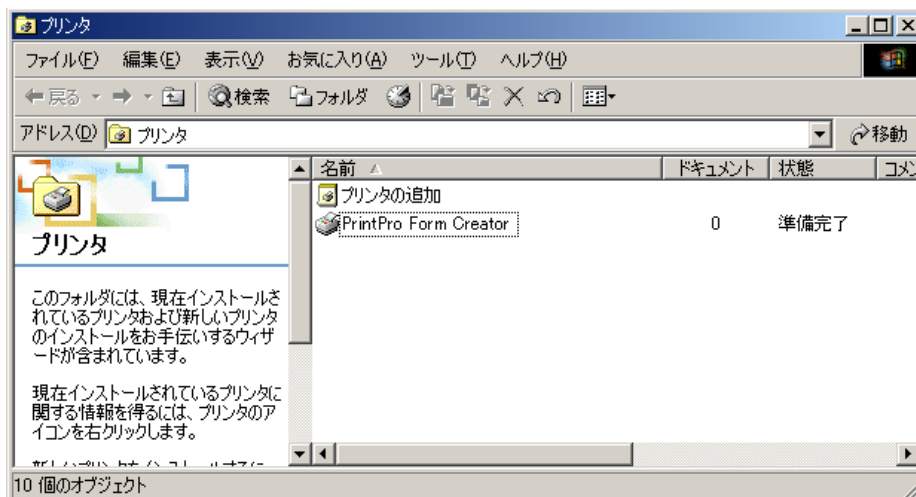 プリンタ
ファイル(F) 編集(E) 表示(V) お気に入り(A) ツール(T) ヘルプ(H)
戻る 検索 フォルダ
アドレス(D) プリンタ 移動
名前 ドキュメント 状態 コメン
プリンタの追加
PrintPro Form Creator 0 準備完了
プリンタ
このフォルダには、現在インストールさ
れているプリンタおよび新しいプリンタ
のインストールをお手伝いするウィザ
ードが含まれています。
現在インストールされているプリンタに
関する情報を得るには、プリンタのア
イコンを右クリックします。
10 個のオブジェクト